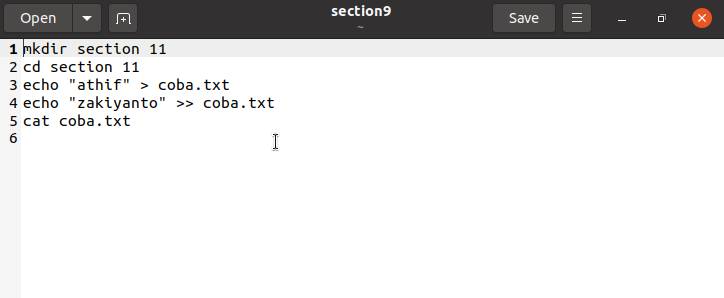 Open
section9
~
Save
1 mkdir section 11
2 cd section 11
3 echo "athif" > coba.txt
4 echo "zakiyanto" >> coba.txt
5 cat coba.txt
6